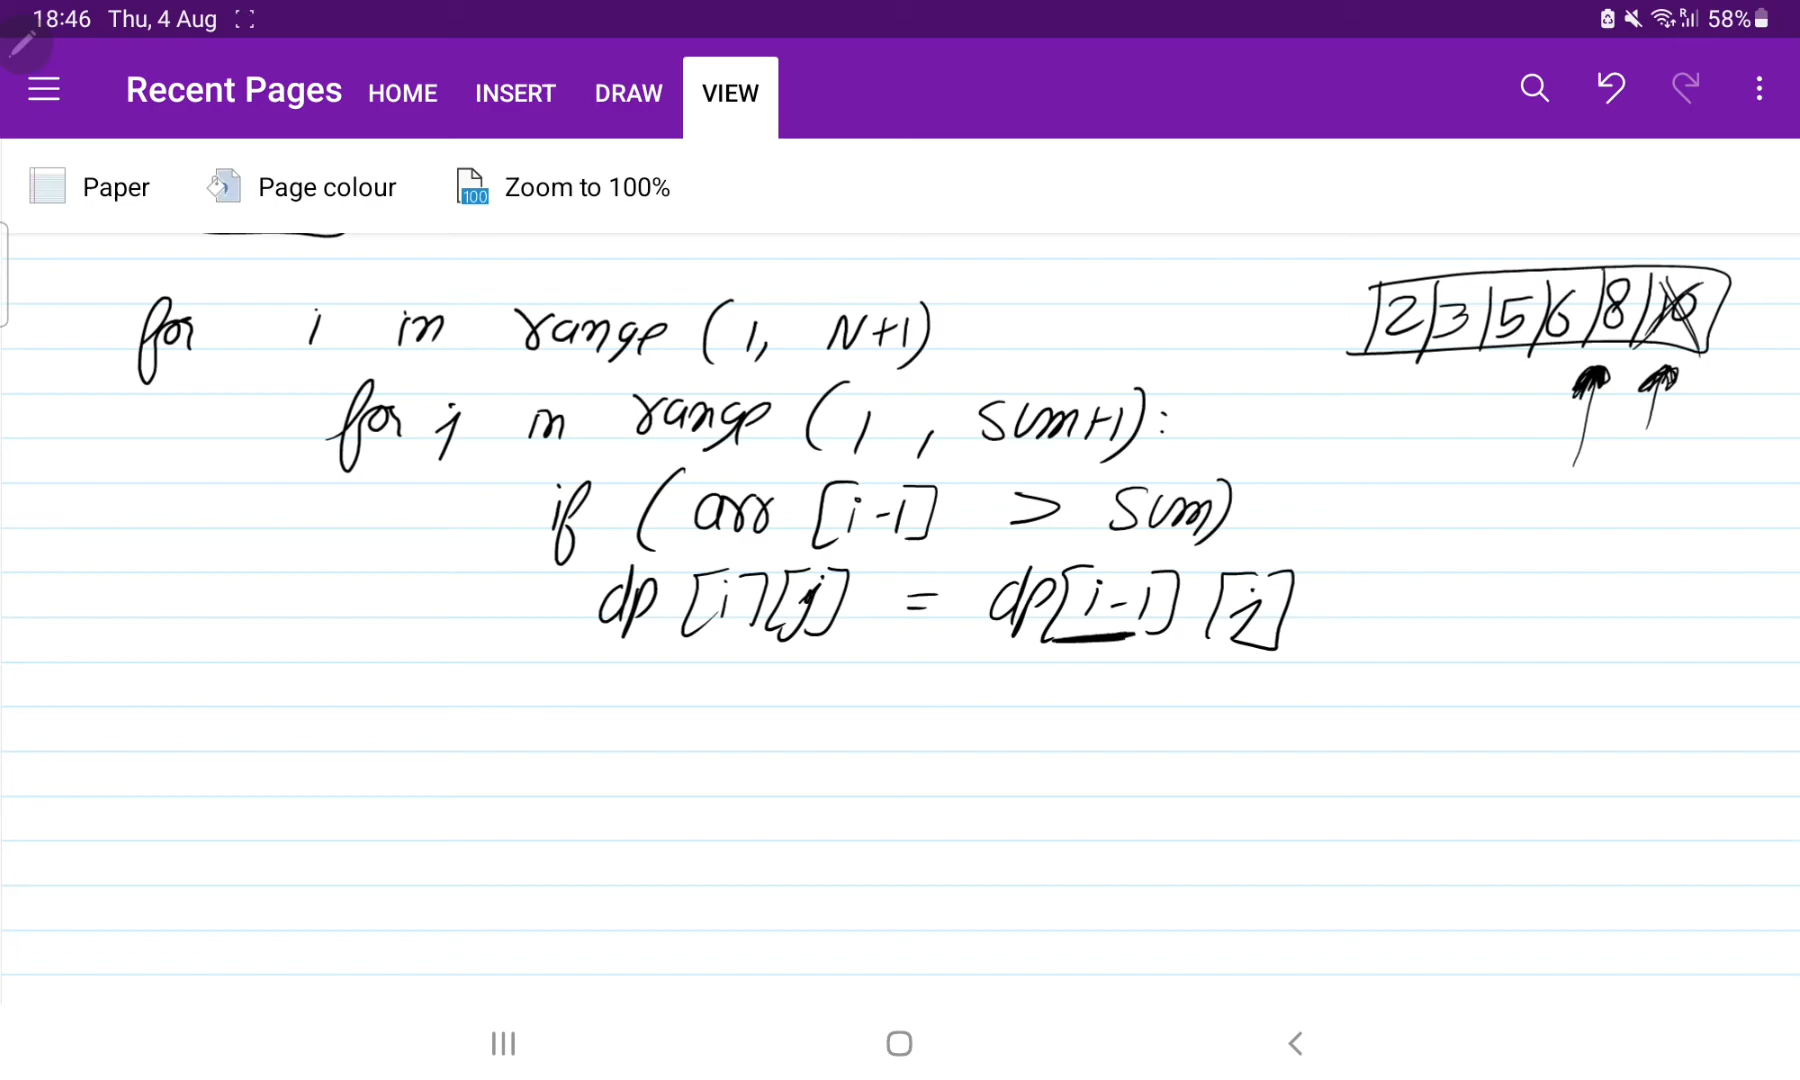 18:46 Thu, 4 Aug 58%
Recent Pages HOME INSERT DRAW VIEW
Paper Page colour 100 Zoom to 100%
for i in range (1, N+1)
2 3 5 6 8 10
for j in range (1, sum+1):
if (arr [i-1] > sum)
dp [i][j] = dp[i-1] [j]